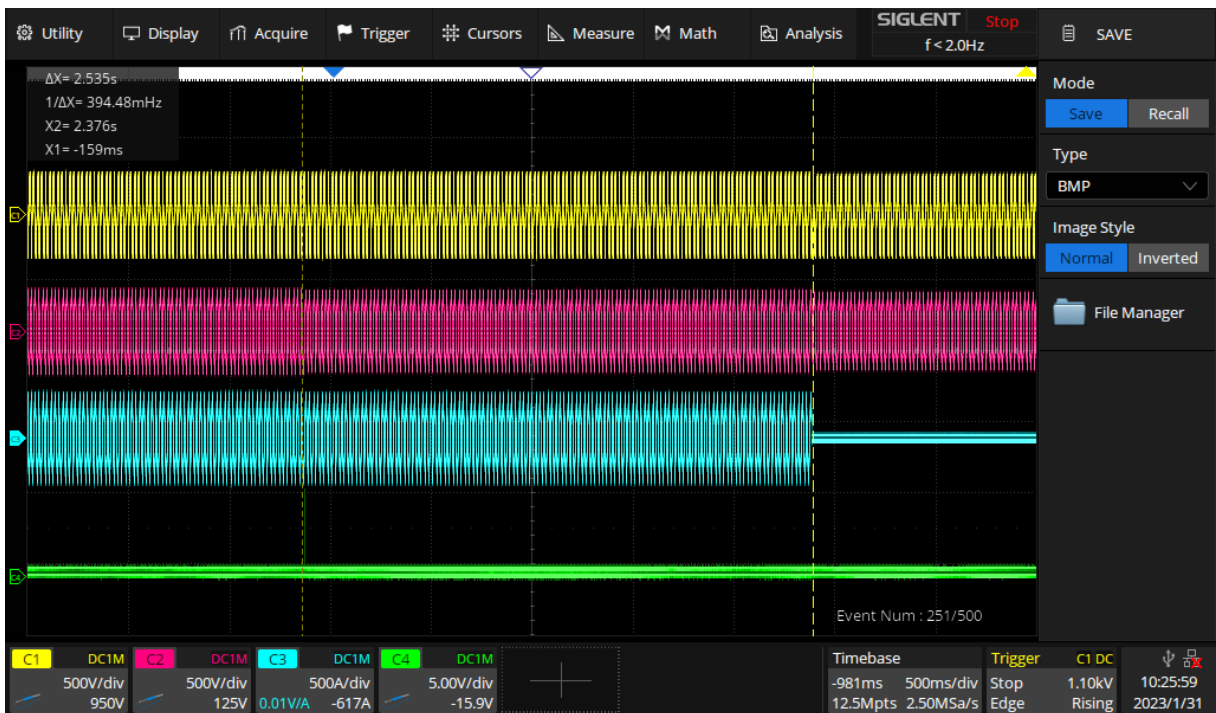 Utility Display Acquire Trigger Cursors Measure Math Analysis SIGLENT Stop SAVE
f < 2.0Hz
ΔX= 2.535s
1/ΔX= 394.48mHz
X2= 2.376s
X1= -159ms
Mode
Save Recall
Type
BMP
Image Style
Normal Inverted
File Manager
C1
C2
C3
C4
Event Num : 251/500
C1 DC1M C2 DC1M C3 DC1M C4 DC1M Timebase Trigger C1 DC
500V/div 500V/div 500A/div 5.00V/div -981ms 500ms/div Stop 1.10kV 10:25:59
950V 125V 0.01V/A -617A -15.9V 12.5Mpts 2.50MSa/s Edge Rising 2023/1/31